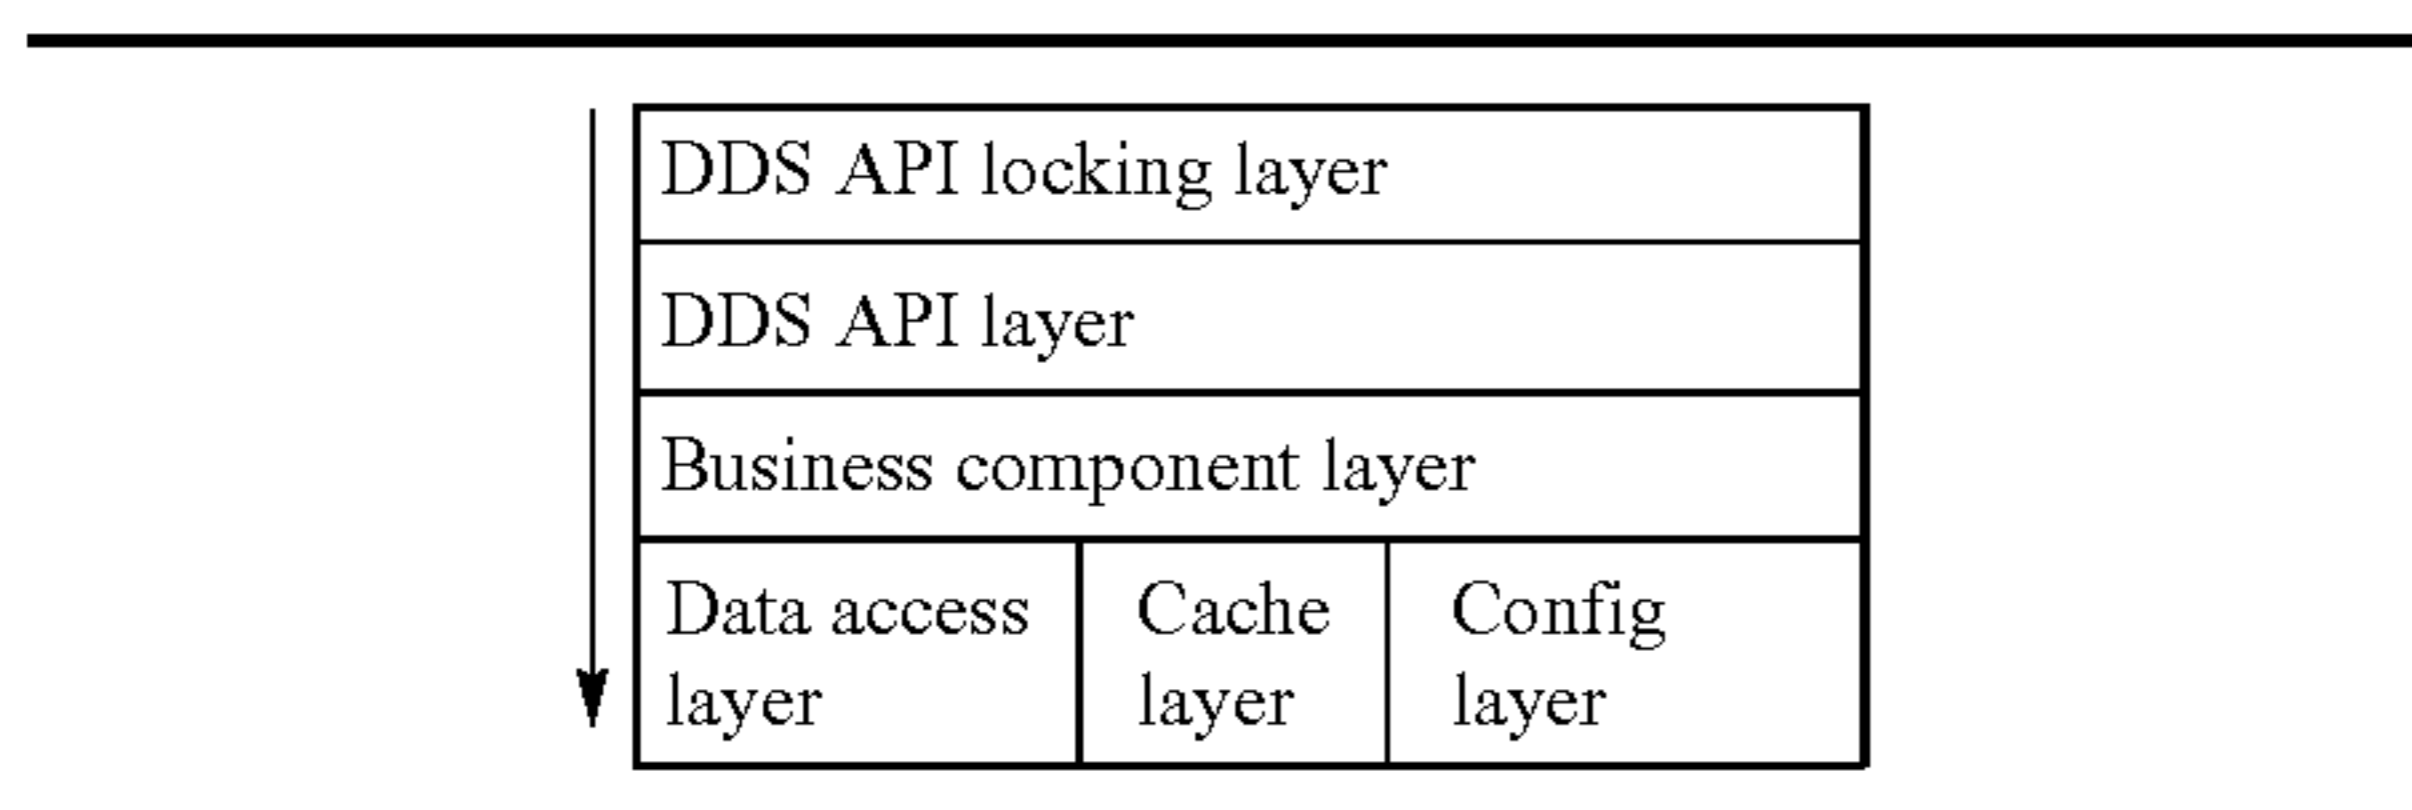 DDS API locking layer
DDS API layer
Business component layer
Data access
layer
Cache
layer
Config
layer